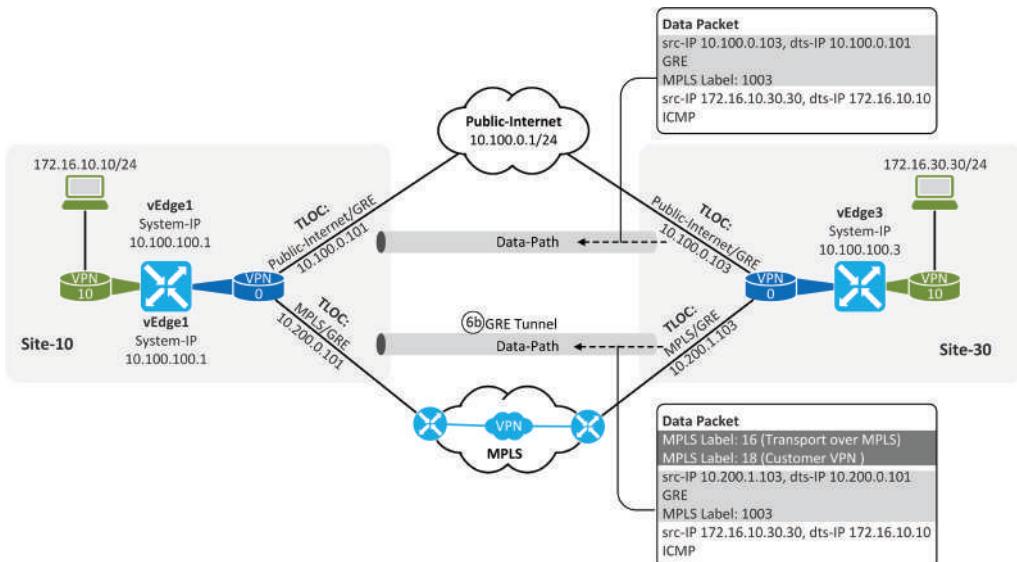 Data Packet
src-IP 10.100.0.103, dts-IP 10.100.0.101
GRE
MPLS Label: 1003
src-IP 172.16.10.30.30, dts-IP 172.16.10.10
ICMP
Public-Internet
10.100.0.1/24
172.16.10.10/24
vEdge1
System-IP
10.100.100.1
VPN
10
VPN
0
vEdge1
System-IP
10.100.100.1
Site-10
TLOC:
Public-Internet/GRE
10.100.0.101
TLOC:
MPLS/GRE
10.200.0.101
Data-Path
6b GRE Tunnel
Data-Path
VPN
MPLS
Public-Internet/GRE
TLOC:
10.100.0.103
TLOC:
MPLS/GRE
10.200.1.103
172.16.30.30/24
vEdge3
System-IP
10.100.100.3
VPN
0
VPN
10
Site-30
Data Packet
MPLS Label: 16 (Transport over MPLS)
MPLS Label: 18 (Customer VPN )
src-IP 10.200.1.103, dts-IP 10.200.0.101
GRE
MPLS Label: 1003
src-IP 172.16.10.30.30, dts-IP 172.16.10.10
ICMP